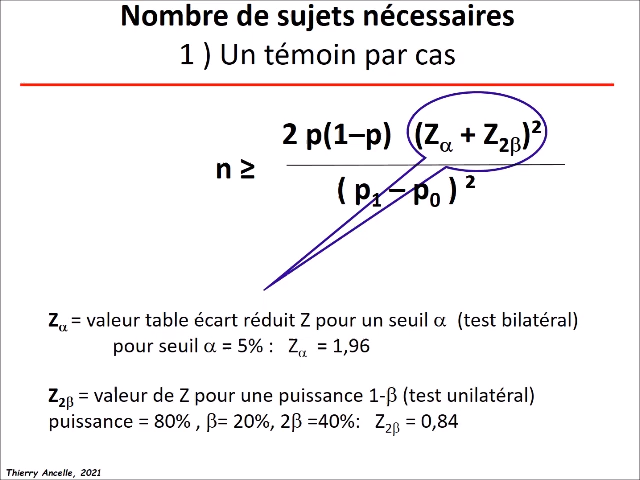 Nombre de sujets nécessaires
1 ) Un témoin par cas
2 p(1–p) (Zα + Z2β)²
n ≥
( p1 – p0 ) ²
Zα = valeur table écart réduit Z pour un seuil α (test bilatéral)
pour seuil α = 5% : Zα = 1,96
Z2β = valeur de Z pour une puissance 1-β (test unilatéral)
puissance = 80% , β= 20%, 2β =40%: Z2β = 0,84
Thierry Ancelle, 2021